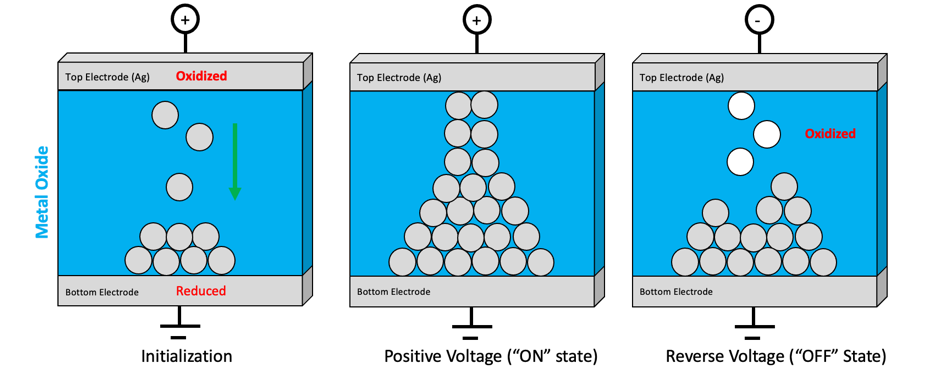 +
+
-
Top Electrode (Ag) Oxidized
Top Electrode (Ag)
Top Electrode (Ag)
Metal Oxide
Oxidized
Bottom Electrode Reduced
Bottom Electrode
Bottom Electrode
Initialization
Positive Voltage (“ON” state)
Reverse Voltage (“OFF” State)